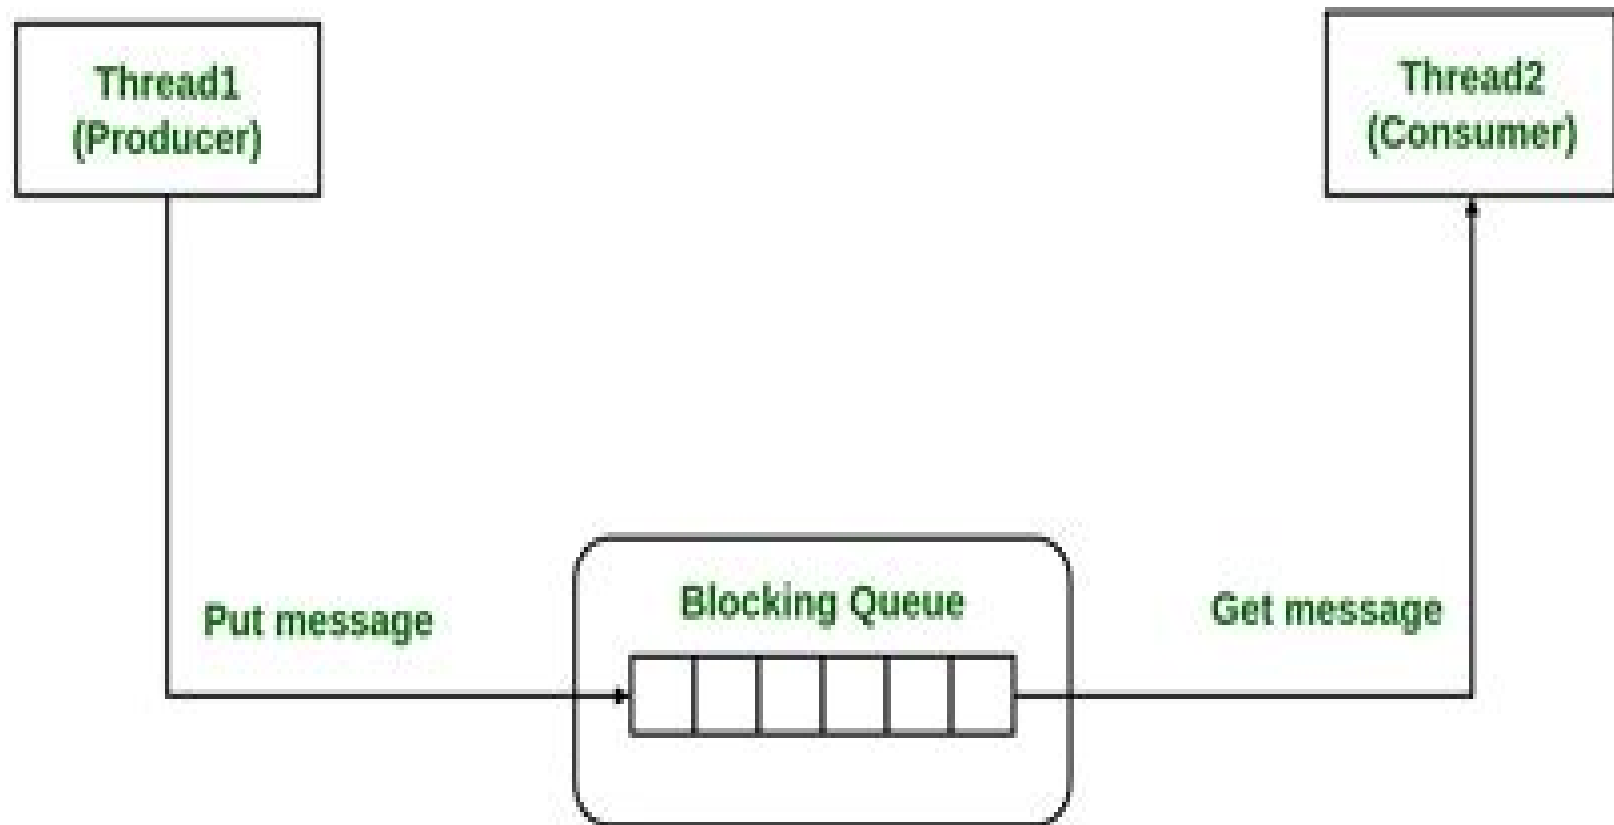 Thread1
(Producer)
Thread2
(Consumer)
Put message
Blocking Queue
Get message